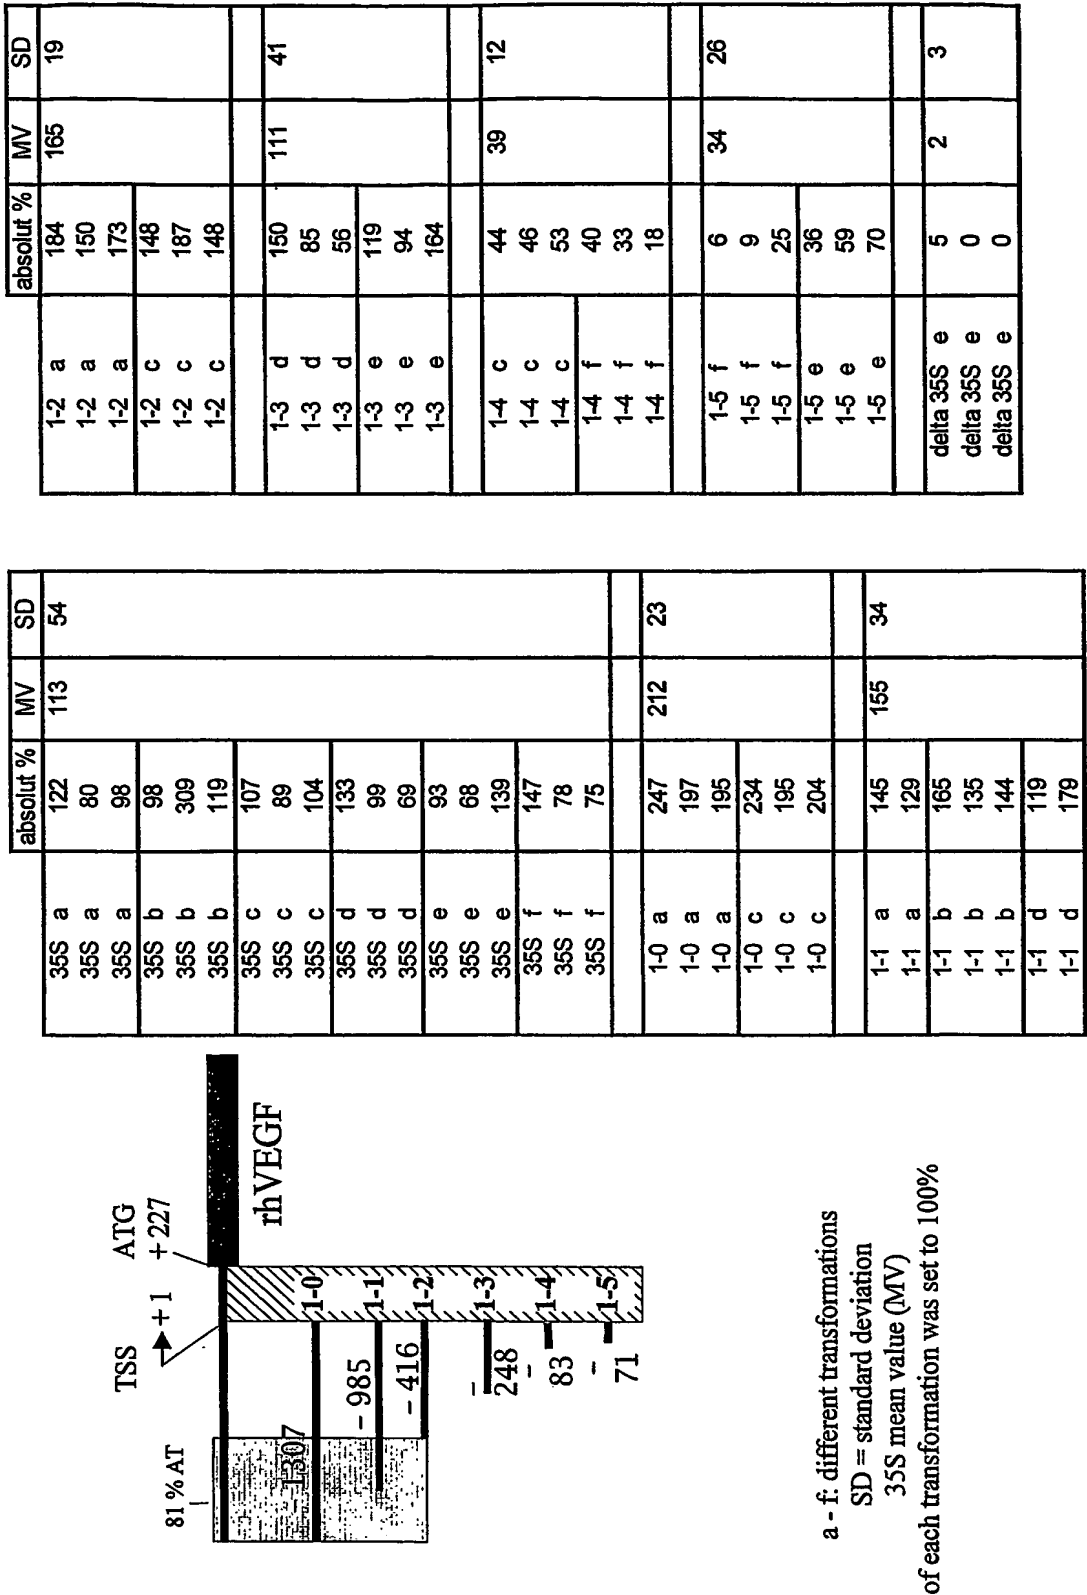 81 % AT
TSS
+1
ATG
+227
rhVEGF
- 1307
1-0
- 985
1-1
- 416
1-2
- 248
1-3
- 83
1-4
- 71
1-5
a - f: different transformations
SD = standard deviation
35S mean value (MV)
of each transformation was set to 100%
absolut % MV SD
35S a 122 113 54
35S a 80
35S a 98
35S b 98
35S b 309
35S b 119
35S c 107
35S c 89
35S c 104
35S d 133
35S d 99
35S d 69
35S e 93
35S e 68
35S e 139
35S f 147
35S f 78
35S f 75
1-0 a 247 212 23
1-0 a 197
1-0 a 195
1-0 c 234
1-0 c 195
1-0 c 204
1-1 a 145 155 34
1-1 a 129
1-1 b 165
1-1 b 135
1-1 b 144
1-1 d 119
1-1 d 179
absolut % MV SD
1-2 a 184 165 19
1-2 a 150
1-2 a 173
1-2 c 148
1-2 c 187
1-2 c 148
1-3 d 150 111 41
1-3 d 85
1-3 d 56
1-3 e 119
1-3 e 94
1-3 e 164
1-4 c 44 39 12
1-4 c 46
1-4 c 53
1-4 f 40
1-4 f 33
1-4 f 18
1-5 f 6 34 26
1-5 f 9
1-5 f 25
1-5 e 36
1-5 e 59
1-5 e 70
delta 35S e 5 2 3
delta 35S e 0
delta 35S e 0